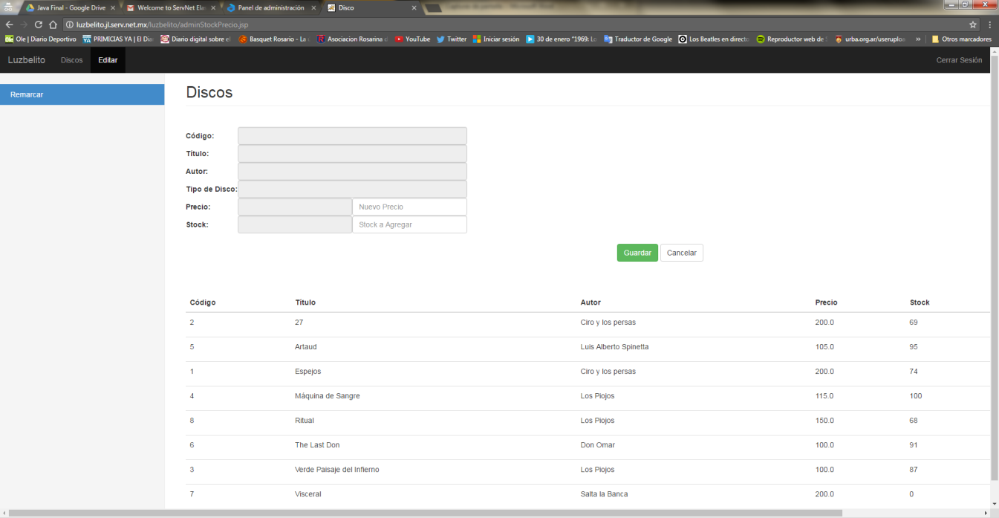 Java Final - Google Drive
Welcome to ServNet Ela
Panel de administración
Disco
luzbelito.jl.serv.net.mx/luzbelito/adminStockPrecio.jsp
Ole | Diario Deportivo
PRIMICIAS YA | El Dia
Diario digital sobre el
Basquet Rosario - La
Asociacion Rosarina d
YouTube
Twitter
Iniciar sesión
30 de enero "1969: Lo
Traductor de Google
Los Beatles en directo
Reproductor web de
urba.org.ar/userupload
»
Otros marcadores
Luzbelito Discos Editar Cerrar Sesión
Remarcar
Discos
Código:
Título:
Autor:
Tipo de Disco:
Precio: Nuevo Precio
Stock: Stock a Agregar
Guardar Cancelar
Código Título Autor Precio Stock
2 27 Ciro y los persas 200.0 69
5 Artaud Luis Alberto Spinetta 105.0 95
1 Espejos Ciro y los persas 200.0 74
4 Máquina de Sangre Los Piojos 115.0 100
8 Ritual Los Piojos 150.0 68
6 The Last Don Don Omar 100.0 91
3 Verde Paisaje del Infierno Los Piojos 100.0 87
7 Visceral Salta la Banca 200.0 0